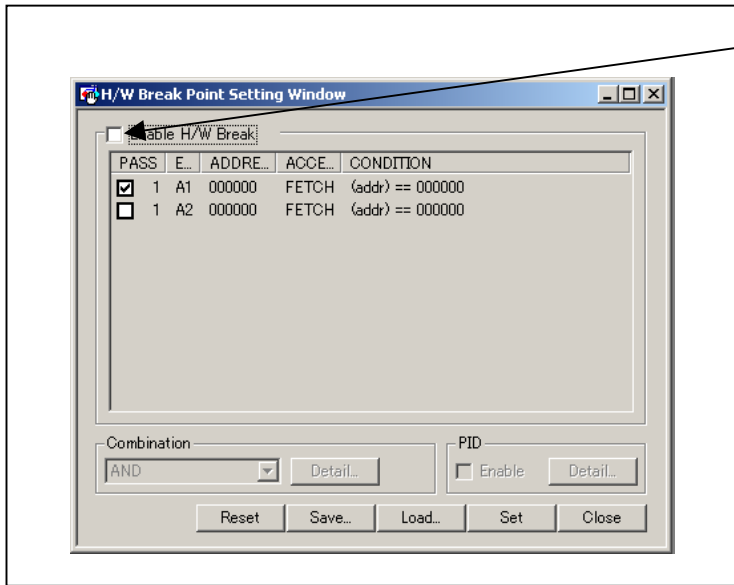 H/W Break Point Setting Window
Enable H/W Break
PASS E... ADDRE... ACCE... CONDITION
1 A1 000000 FETCH (addr) == 000000
1 A2 000000 FETCH (addr) == 000000
Combination
AND
Detail...
PID
Enable
Detail...
Reset
Save...
Load...
Set
Close